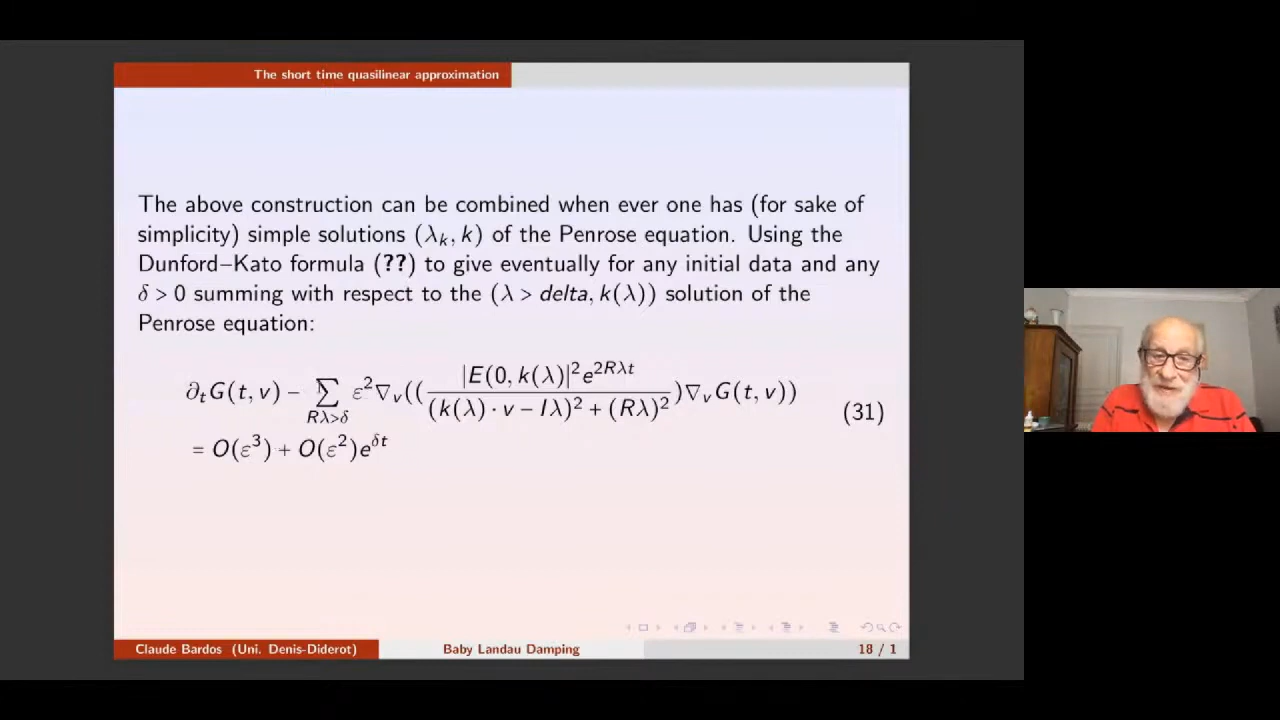 The short time quasilinear approximation
The above construction can be combined when ever one has (for sake of
simplicity) simple solutions (λ_k, k) of the Penrose equation. Using the
Dunford–Kato formula (??) to give eventually for any initial data and any
δ > 0 summing with respect to the (λ > delta, k(λ)) solution of the
Penrose equation:
∂_t G(t, v) − ∑_{Rλ>δ} ε²∇_v(( |E(0, k(λ)|² e^{2Rλt} / (k(λ) · v − Iλ)² + (Rλ)² )∇_v G(t, v))
(31)
= O(ε³) + O(ε²)e^{δt}
Claude Bardos (Uni. Denis-Diderot) Baby Landau Damping 18 / 1